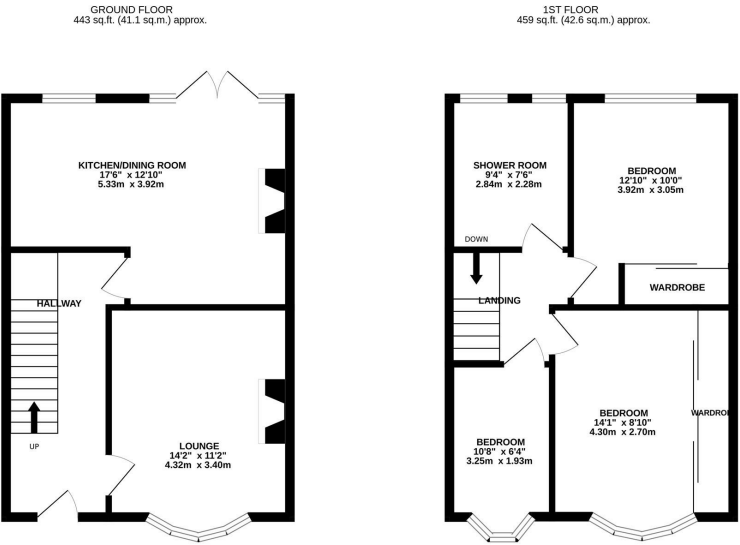 GROUND FLOOR
443 sq.ft. (41.1 sq.m.) approx.
KITCHEN/DINING ROOM
17'6" x 12'10"
5.33m x 3.92m
HALLWAY
UP
LOUNGE
14'2" x 11'2"
4.32m x 3.40m
1ST FLOOR
459 sq.ft. (42.6 sq.m.) approx.
SHOWER ROOM
9'4" x 7'6"
2.84m x 2.28m
BEDROOM
12'10" x 10'0"
3.92m x 3.05m
DOWN
WARDROBE
LANDING
BEDROOM
14'1" x 8'10"
4.30m x 2.70m
WARDRO
BEDROOM
10'8" x 6'4"
3.25m x 1.93m